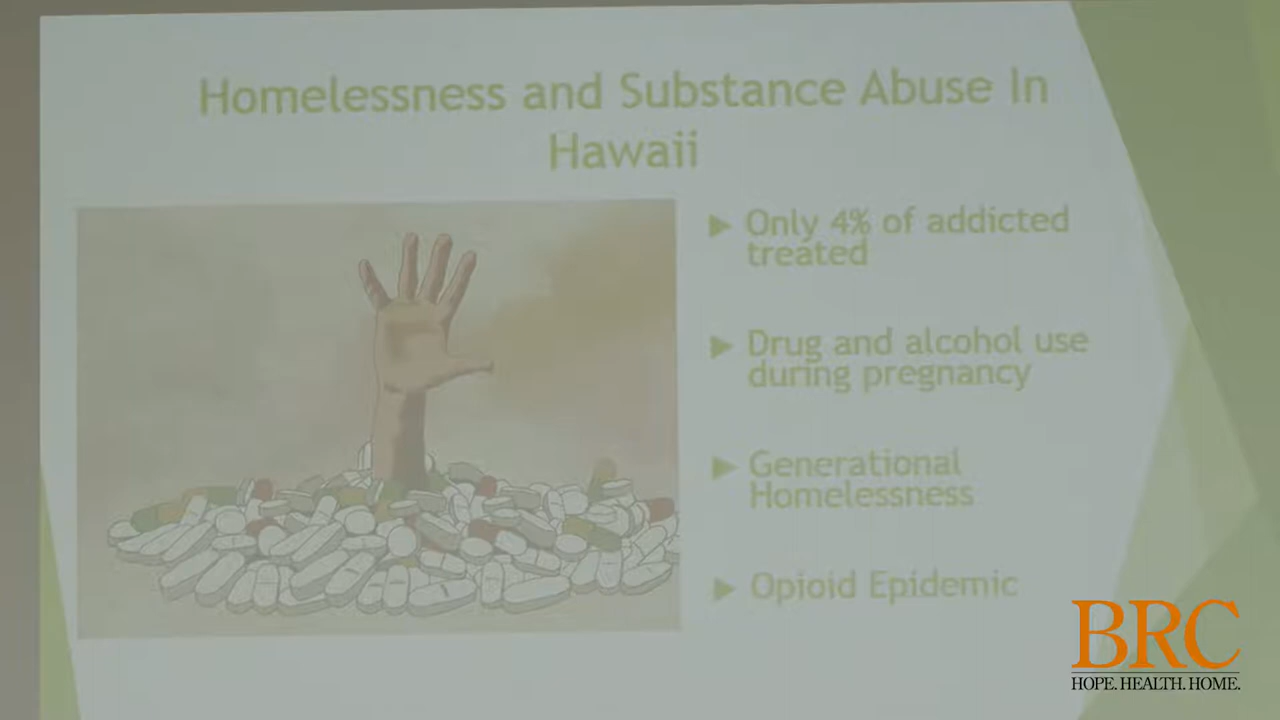 Homelessness and Substance Abuse In
Hawaii
Only 4% of addicted
treated
Drug and alcohol use
during pregnancy
Generational
Homelessness
Opioid Epidemic
BRC
HOPE. HEALTH. HOME.